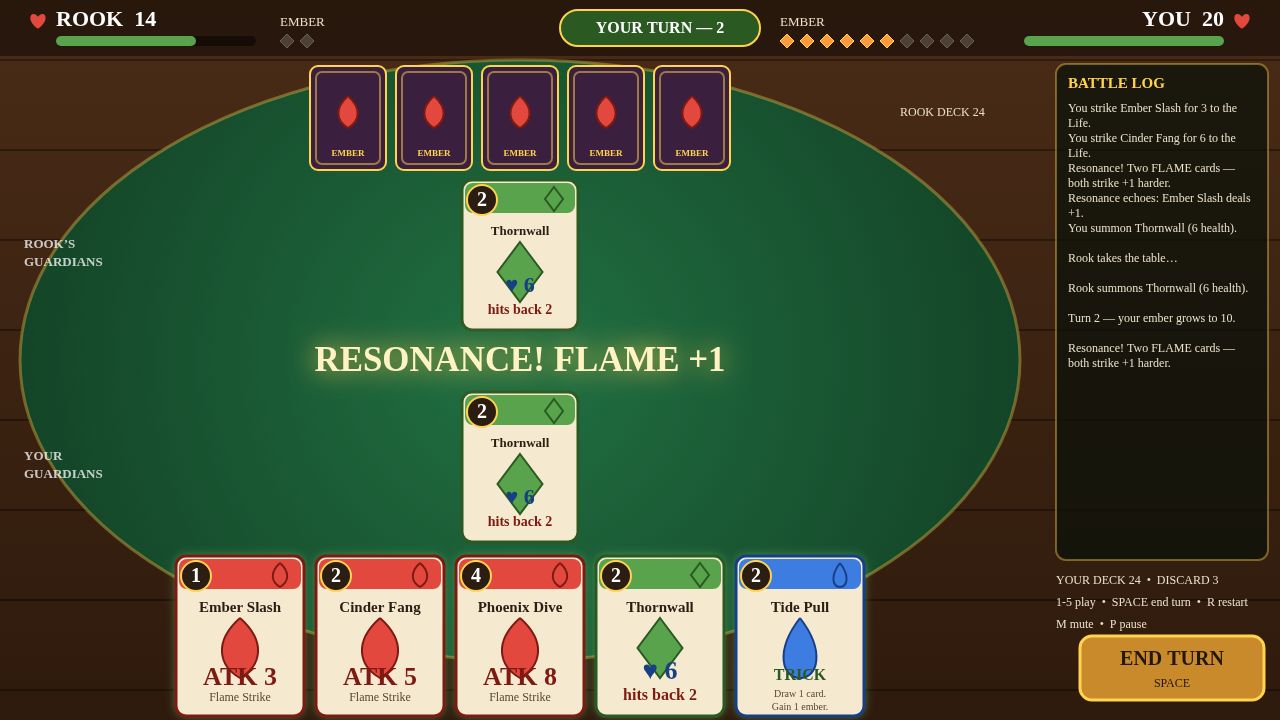 ROOK 14
EMBER
YOUR TURN — 2
EMBER
YOU 20
EMBER
EMBER
EMBER
EMBER
EMBER
ROOK DECK 24
2
Thornwall
♥ 6
hits back 2
ROOK'S
GUARDIANS
RESONANCE! FLAME +1
2
Thornwall
♥ 6
hits back 2
YOUR
GUARDIANS
1
Ember Slash
ATK 3
Flame Strike
2
Cinder Fang
ATK 5
Flame Strike
4
Phoenix Dive
ATK 8
Flame Strike
2
Thornwall
♥ 6
hits back 2
2
Tide Pull
TRICK
Draw 1 card.
Gain 1 ember.
BATTLE LOG
You strike Ember Slash for 3 to the
Life.
You strike Cinder Fang for 6 to the
Life.
Resonance! Two FLAME cards —
both strike +1 harder.
Resonance echoes: Ember Slash deals
+1.
You summon Thornwall (6 health).
Rook takes the table…
Rook summons Thornwall (6 health).
Turn 2 — your ember grows to 10.
Resonance! Two FLAME cards —
both strike +1 harder.
YOUR DECK 24 • DISCARD 3
1-5 play • SPACE end turn • R restart
M mute • P pause
END TURN
SPACE